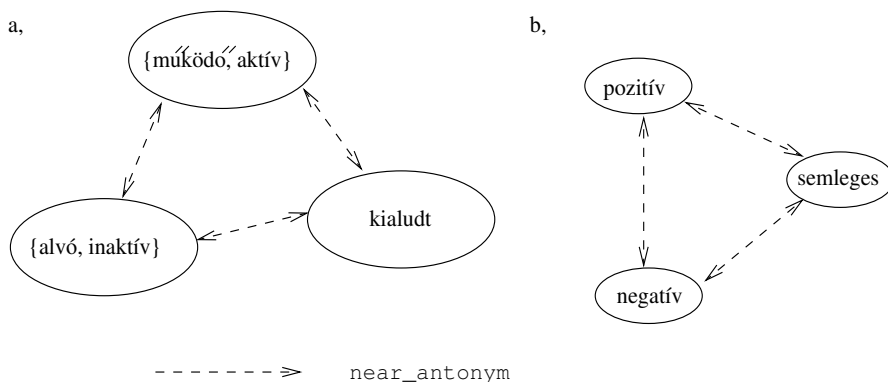 a,
b,
{működő, aktív}
pozitív
semleges
kialudt
{alvó, inaktív}
negatív
near_antonym